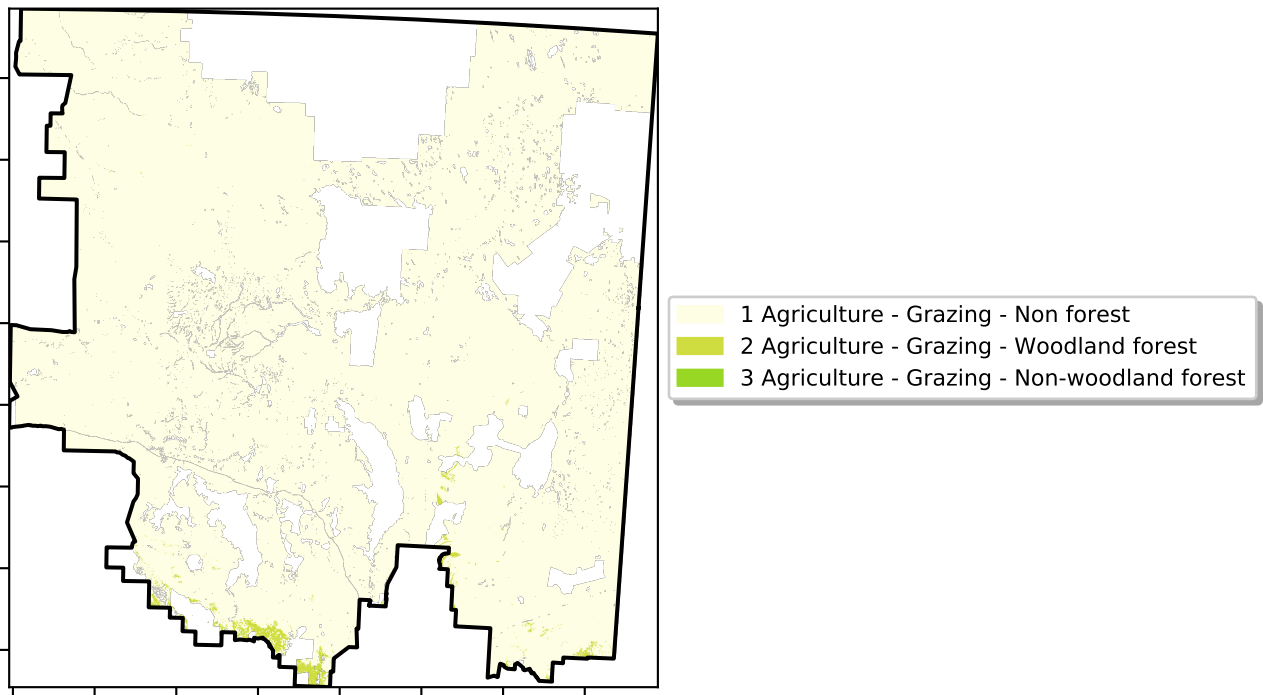 1 Agriculture - Grazing - Non forest
2 Agriculture - Grazing - Woodland forest
3 Agriculture - Grazing - Non-woodland forest